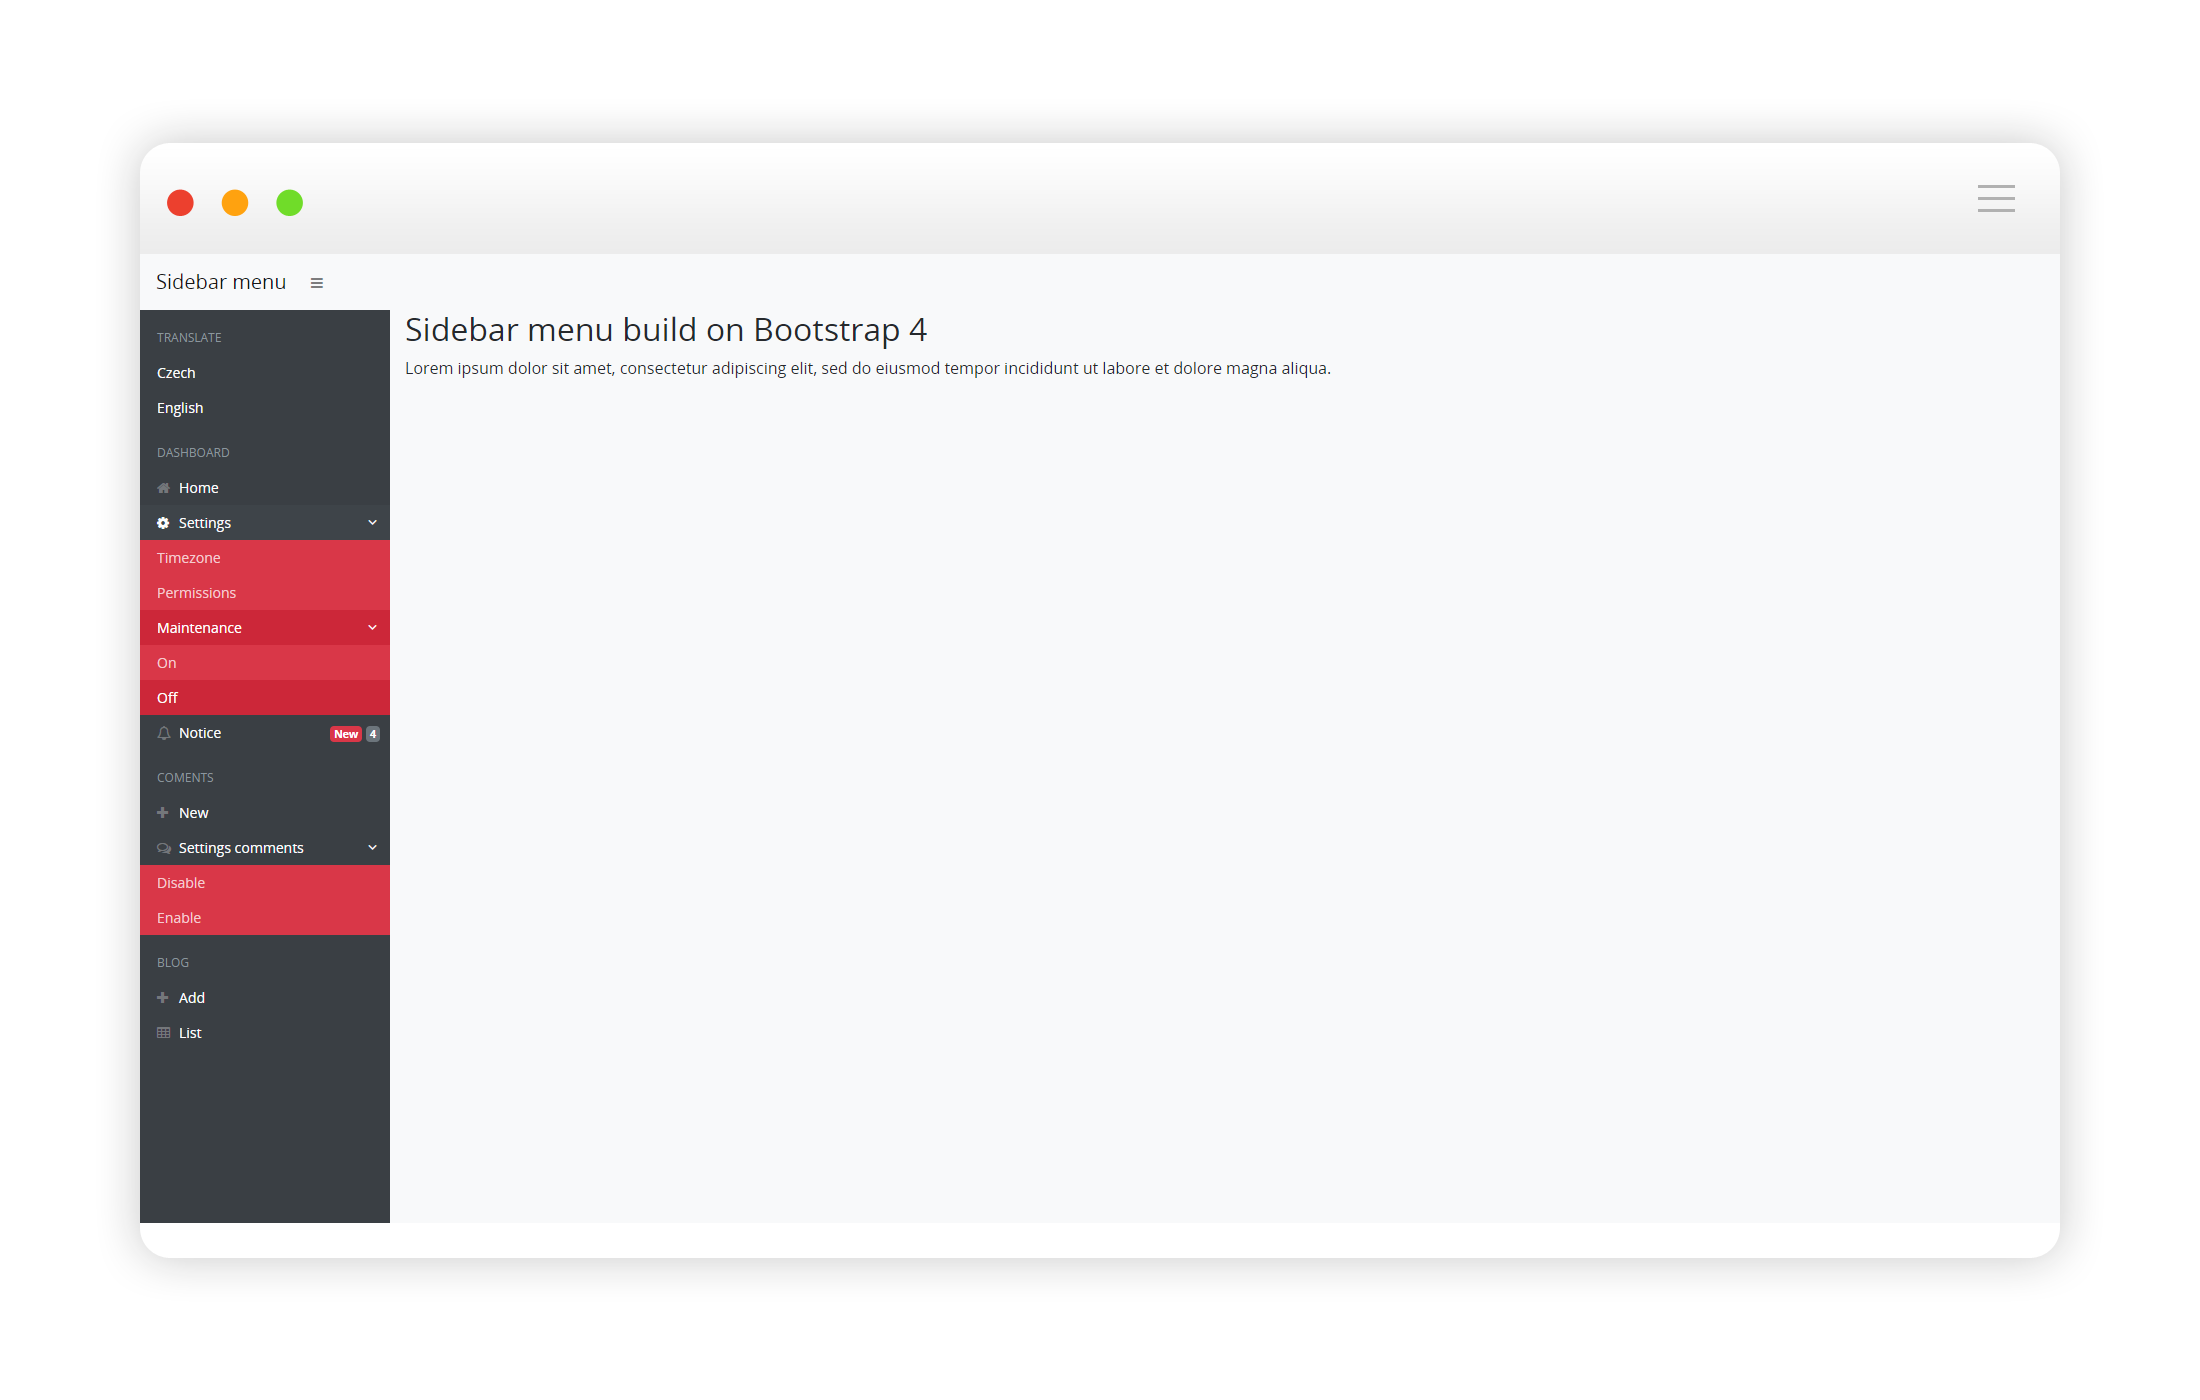 Sidebar menu
Sidebar menu build on Bootstrap 4
Lorem ipsum dolor sit amet, consectetur adipiscing elit, sed do eiusmod tempor incididunt ut labore et dolore magna aliqua.
TRANSLATE
Czech
English
DASHBOARD
Home
Settings
Timezone
Permissions
Maintenance
On
Off
Notice New 4
COMENTS
New
Settings comments
Disable
Enable
BLOG
Add
List